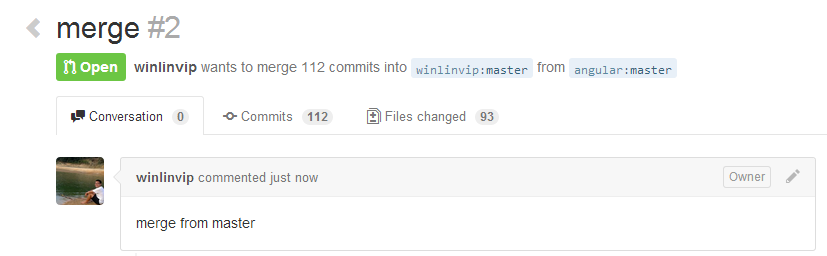 merge #2
Open winlinvip wants to merge 112 commits into winlinvip:master from angular:master
Conversation 0 Commits 112 Files changed 93
winlinvip commented just now Owner
merge from master